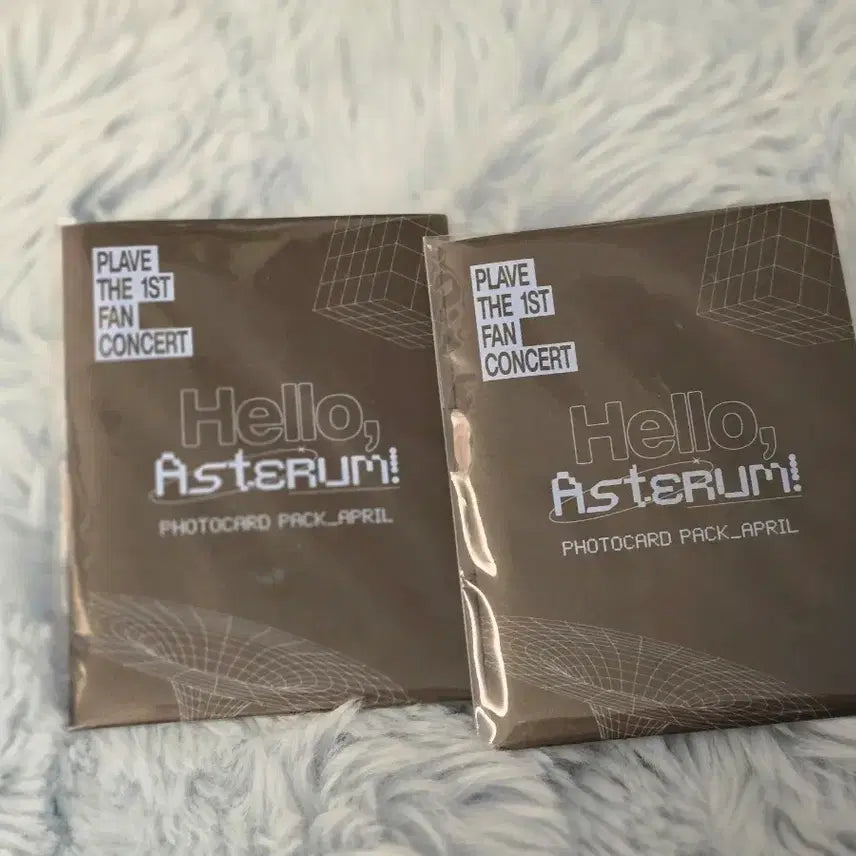 PLAVE
THE 1ST
FAN
CONCERT
Hello,
Asterum!
PHOTOCARD PACK_APRIL
PLAVE
THE 1ST
FAN
CONCERT
Hello,
Asterum!
PHOTOCARD PACK_APRIL